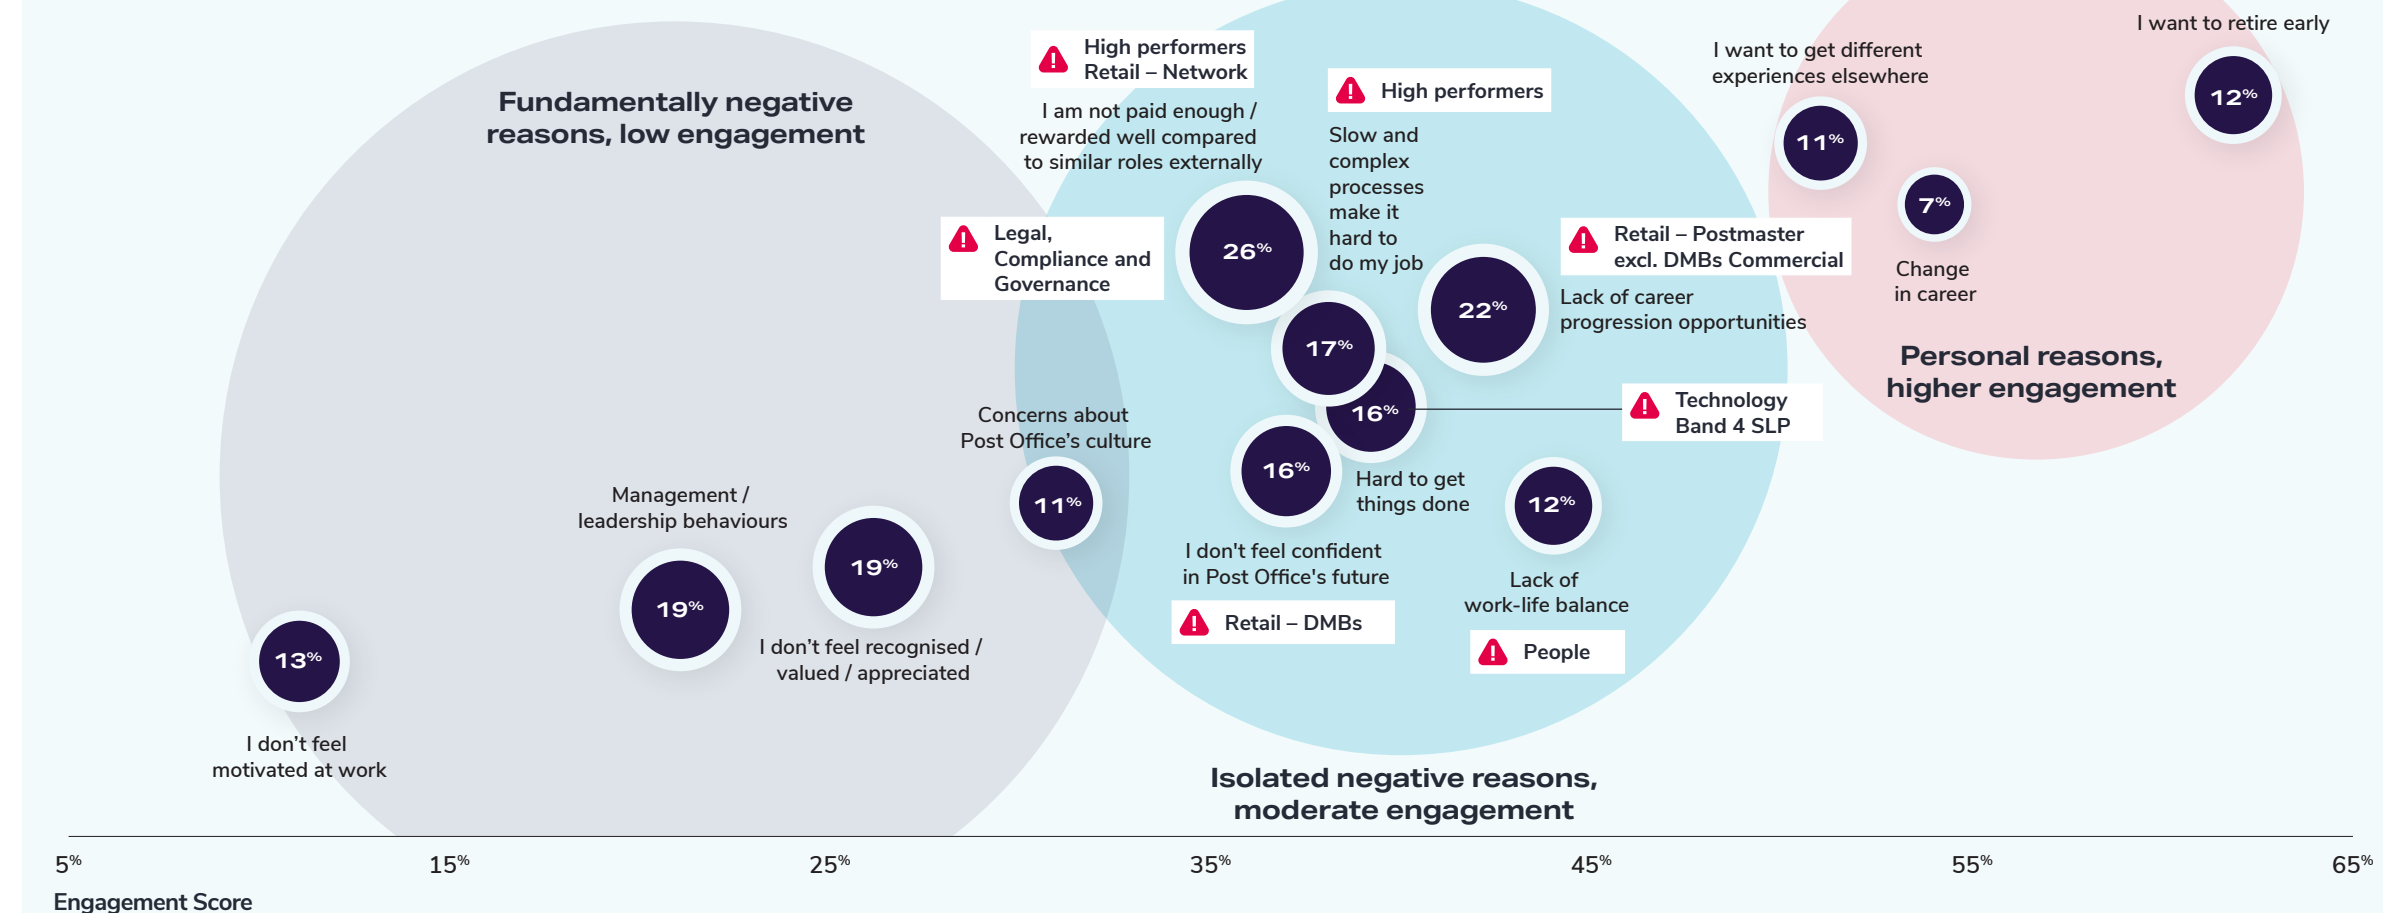 Fundamentally negative
reasons, low engagement
I don’t feel
motivated at work
13%
Management /
leadership behaviours
19%
19%
I don’t feel recognised /
valued / appreciated
Legal,
Compliance and
Governance
Concerns about
Post Office’s culture
11%
High performers
Retail – Network
I am not paid enough /
rewarded well compared
to similar roles externally
26%
High performers
Slow and
complex
processes
make it
hard to
do my job
17%
22%
Retail – Postmaster
excl. DMBs Commercial
Lack of career
progression opportunities
16%
Technology
Band 4 SLP
Hard to get
things done
16%
I don't feel confident
in Post Office's future
Retail – DMBs
12%
Lack of
work-life balance
People
Isolated negative reasons,
moderate engagement
I want to get different
experiences elsewhere
11%
7%
Change
in career
I want to retire early
12%
Personal reasons,
higher engagement
5%
15%
25%
35%
45%
55%
65%
Engagement Score